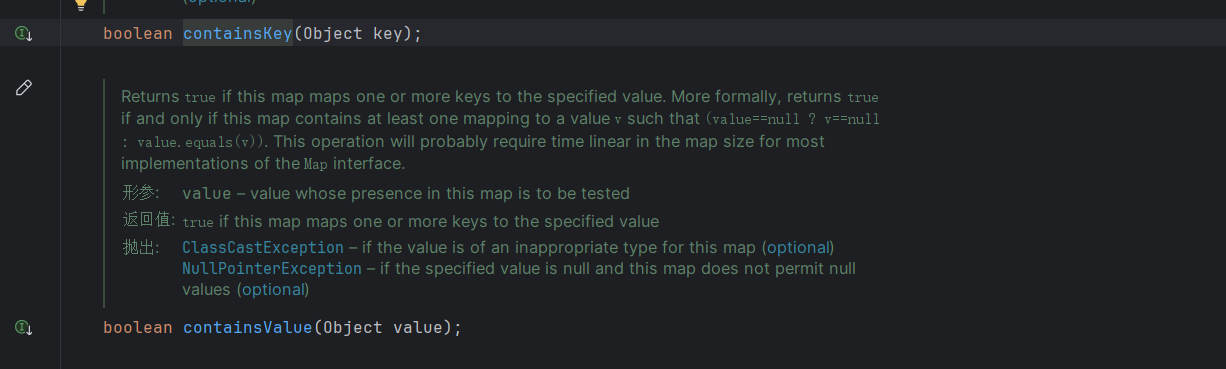 (optional)
boolean containsKey(Object key);
Returns true if this map maps one or more keys to the specified value. More formally, returns true
if and only if this map contains at least one mapping to a value v such that (value==null ? v==null
: value.equals(v)). This operation will probably require time linear in the map size for most
implementations of the Map interface.
形参: value – value whose presence in this map is to be tested
返回值: true if this map maps one or more keys to the specified value
抛出: ClassCastException – if the value is of an inappropriate type for this map (optional)
NullPointerException – if the specified value is null and this map does not permit null
values (optional)
boolean containsValue(Object value);